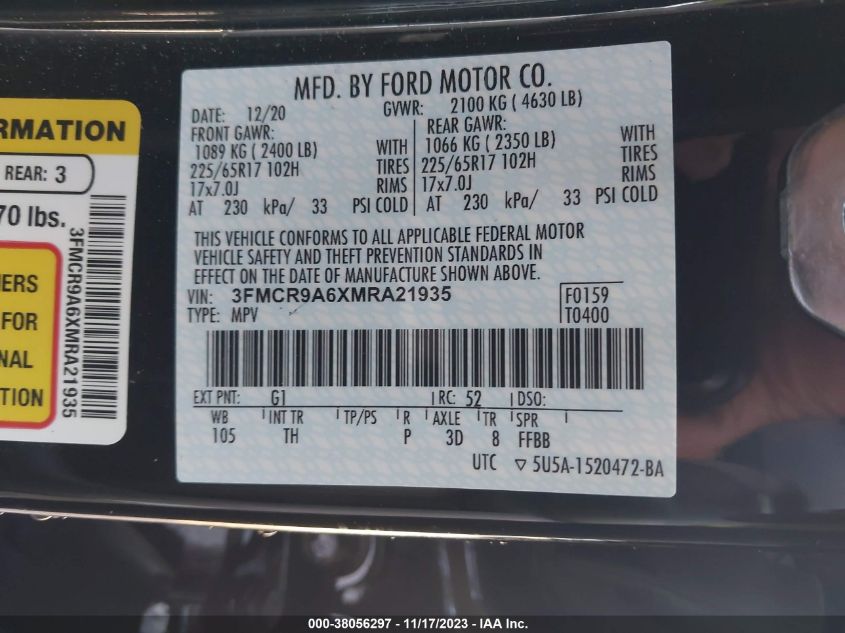 RMATION
REAR: 3
70 lbs.
NERS
FOR
NAL
TION
3FMCR9A6XMRA21935
MFD. BY FORD MOTOR CO.
DATE: 12/20 GVWR: 2100 KG ( 4630 LB)
FRONT GAWR: REAR GAWR:
1089 KG ( 2400 LB) WITH 1066 KG ( 2350 LB) WITH
225/65R17 102H TIRES 225/65R17 102H TIRES
17x7.0J RIMS 17x7.0J RIMS
AT 230 kPa/ 33 PSI COLD AT 230 kPa/ 33 PSI COLD
THIS VEHICLE CONFORMS TO ALL APPLICABLE FEDERAL MOTOR
VEHICLE SAFETY AND THEFT PREVENTION STANDARDS IN
EFFECT ON THE DATE OF MANUFACTURE SHOWN ABOVE.
VIN: 3FMCR9A6XMRA21935 F0159
TYPE: MPV T0400
EXT PNT: G1 RC: 52 DSO:
WB INT TR TP/PS R AXLE TR SPR
105 TH P 3D 8 FFBB
UTC ▽ 5U5A-1520472-BA
000-38056297 - 11/17/2023 - IAA Inc.